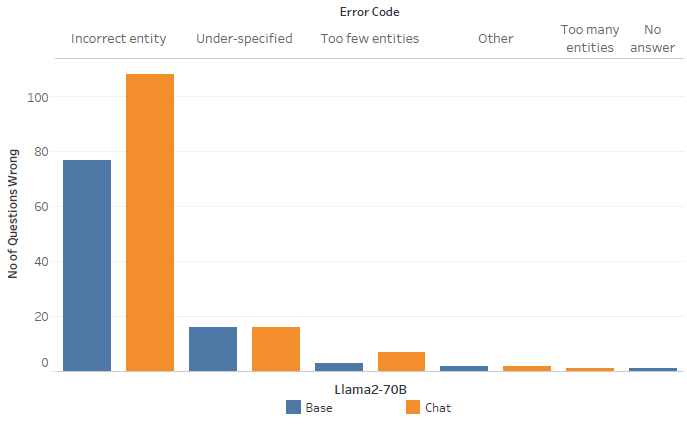 Error Code
Incorrect entity Under-specified Too few entities Other Too many entities No answer
No of Questions Wrong
100
80
60
40
20
0
Llama2-70B
Base Chat